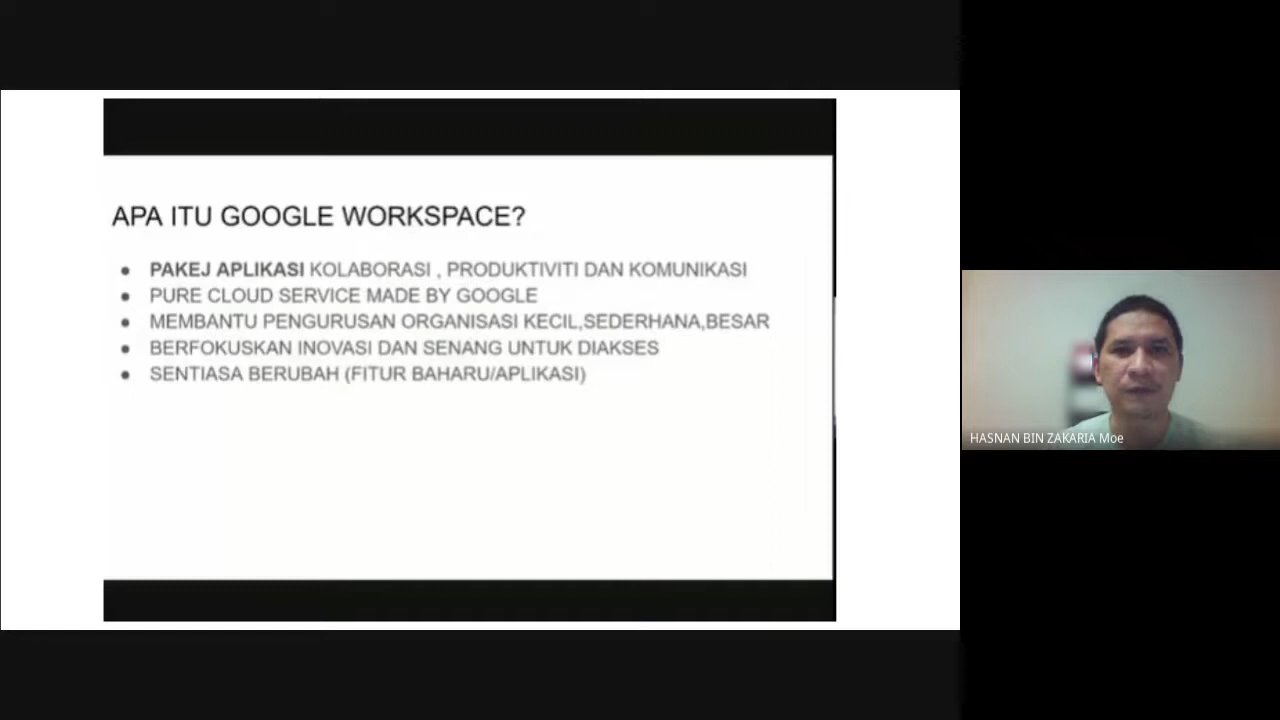 APA ITU GOOGLE WORKSPACE?
● PAKEJ APLIKASI KOLABORASI , PRODUKTIVITI DAN KOMUNIKASI
● PURE CLOUD SERVICE MADE BY GOOGLE
● MEMBANTU PENGURUSAN ORGANISASI KECIL,SEDERHANA,BESAR
● BERFOKUSKAN INOVASI DAN SENANG UNTUK DIAKSES
● SENTIASA BERUBAH (FITUR BAHARU/APLIKASI)
HASNAN BIN ZAKARIA Moe